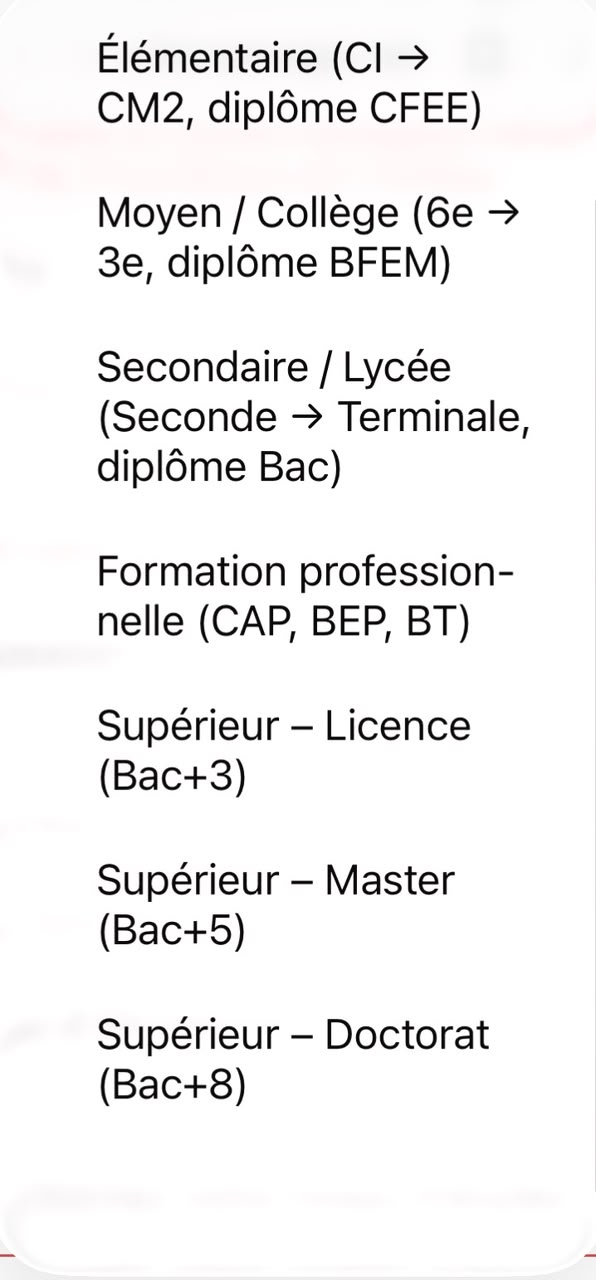 Élémentaire (CI →
CM2, diplôme CFEE)
Moyen / Collège (6e →
3e, diplôme BFEM)
Secondaire / Lycée
(Seconde → Terminale,
diplôme Bac)
Formation profession-
nelle (CAP, BEP, BT)
Supérieur – Licence
(Bac+3)
Supérieur – Master
(Bac+5)
Supérieur – Doctorat
(Bac+8)